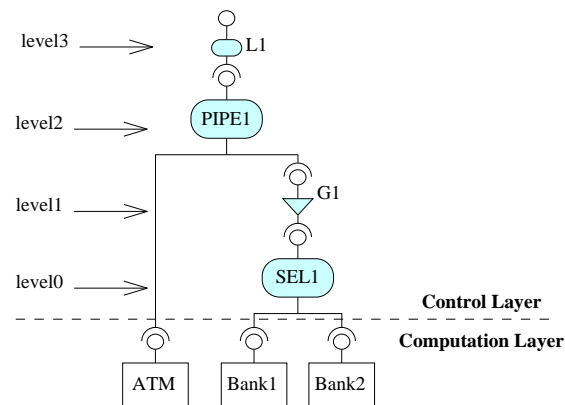 level3
L1
level2
PIPE1
level1
G1
level0
SEL1
Control Layer
Computation Layer
ATM
Bank1
Bank2